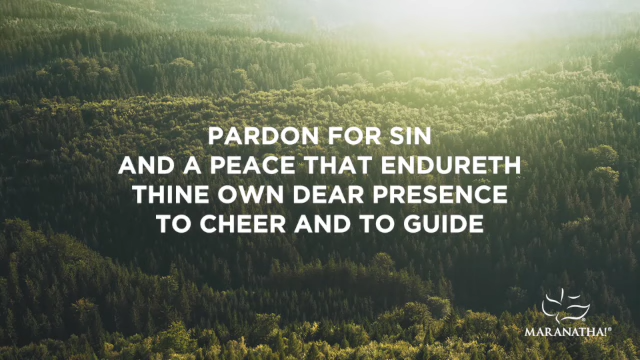 PARDON FOR SIN
AND A PEACE THAT ENDURETH
THINE OWN DEAR PRESENCE
TO CHEER AND TO GUIDE
MARANATHA!®